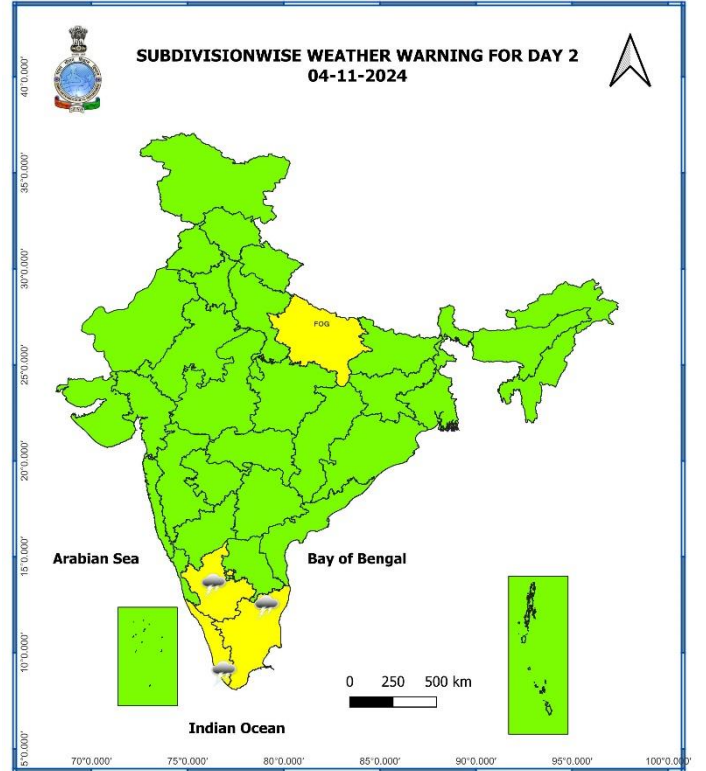 SUBDIVISIONWISE WEATHER WARNING FOR DAY 2
04-11-2024
40°0.000'
35°0.000'
30°0.000'
25°0.000'
20°0.000'
15°0.000'
10°0.000'
5°0.000'
FOG
Arabian Sea
Bay of Bengal
0 250 500 km
Indian Ocean
70°0.000' 75°0.000' 80°0.000' 85°0.000' 90°0.000' 95°0.000' 100°0.000'